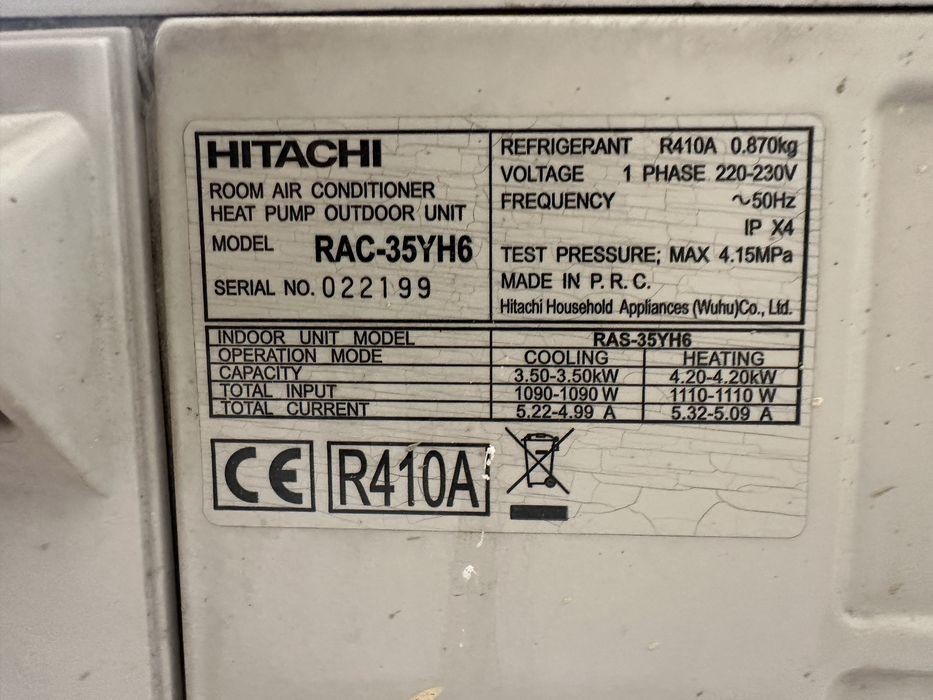 HITACHI
ROOM AIR CONDITIONER
HEAT PUMP OUTDOOR UNIT
MODEL RAC-35YH6
SERIAL NO. 022199
REFRIGERANT R410A 0.870kg
VOLTAGE 1 PHASE 220-230V
FREQUENCY ~50Hz
IP X4
TEST PRESSURE; MAX 4.15MPa
MADE IN P. R. C.
Hitachi Household Appliances (Wuhu)Co., Ltd.
INDOOR UNIT MODEL RAS-35YH6
OPERATION MODE COOLING HEATING
CAPACITY 3.50-3.50kW 4.20-4.20kW
TOTAL INPUT 1090-1090 W 1110-1110 W
TOTAL CURRENT 5.22-4.99 A 5.32-5.09 A
CE R410A